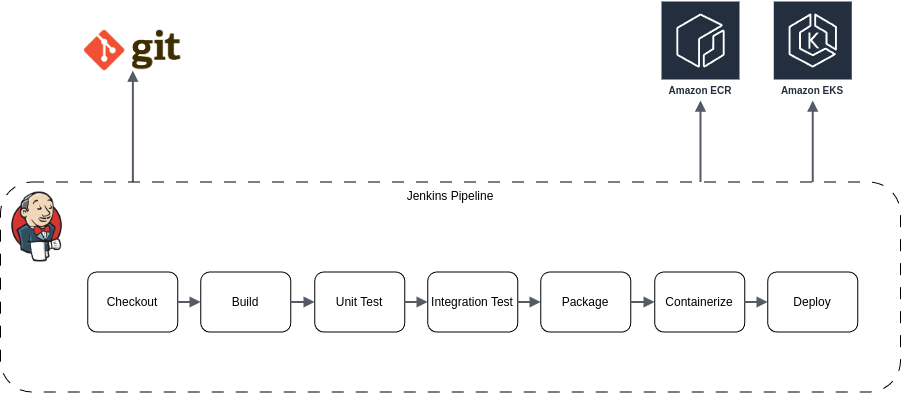 git
Amazon ECR
Amazon EKS
Jenkins Pipeline
Checkout
Build
Unit Test
Integration Test
Package
Containerize
Deploy